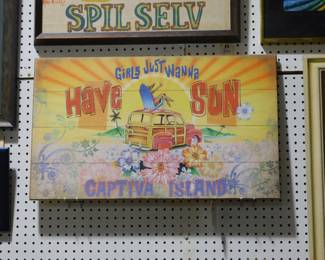 SPIL SELV
GIRLS JUST WANNA
HAVE SUN
CAPTIVA ISLAND